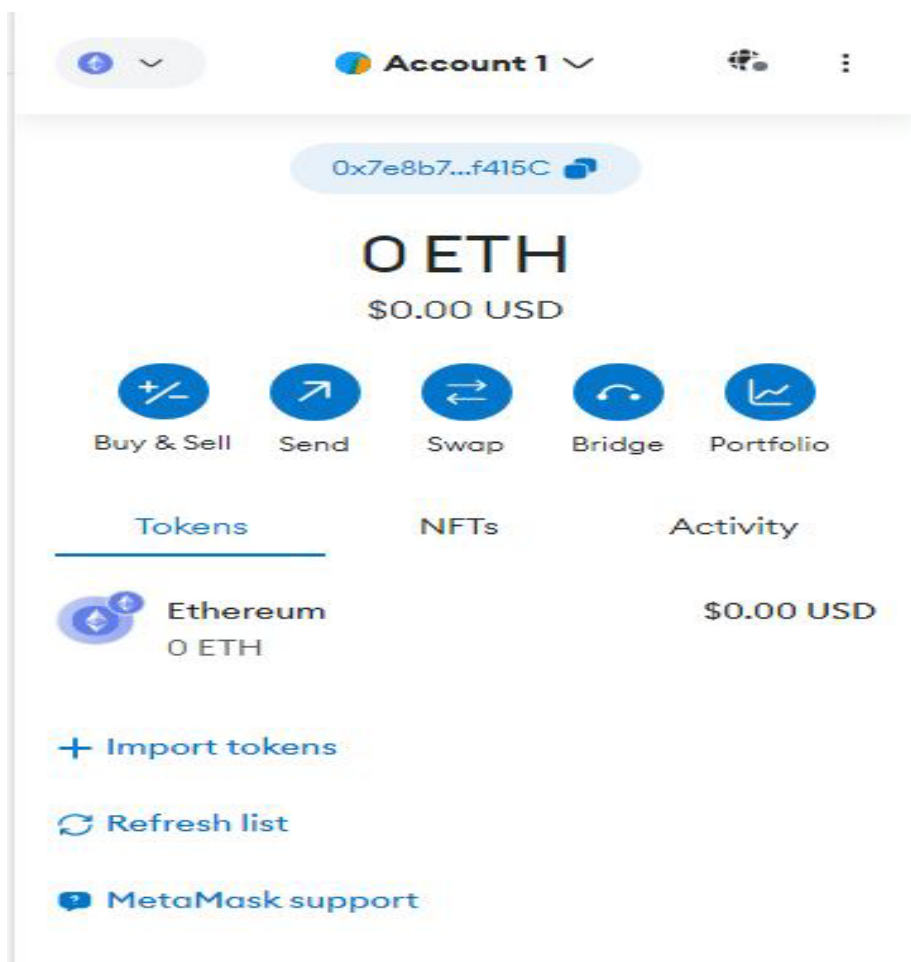 Account 1
0x7e8b7...f415C
0 ETH
$0.00 USD
Buy & Sell Send Swap Bridge Portfolio
Tokens NFTs Activity
Ethereum $0.00 USD
0 ETH
+ Import tokens
Refresh list
MetaMask support